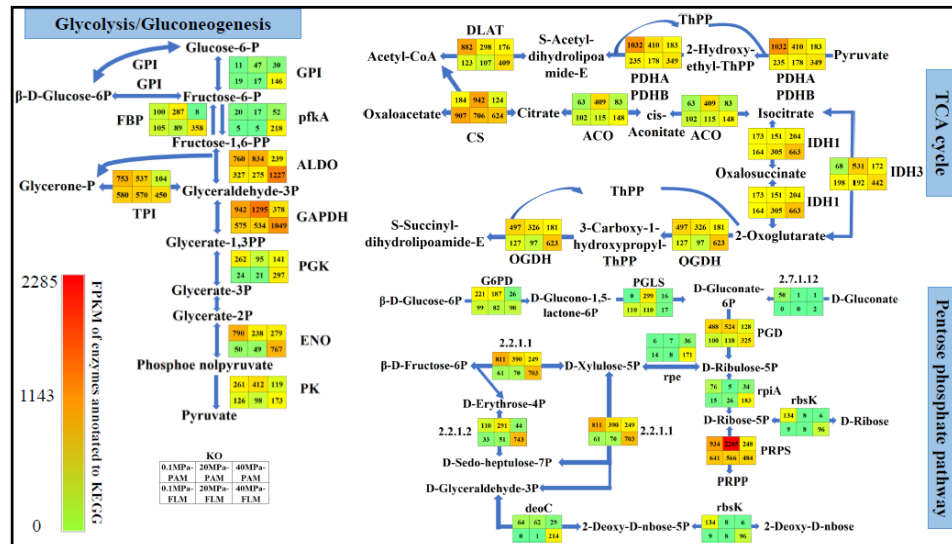 Glycolysis/Gluconeogenesis
Glucose-6-P
GPI
GPI
11 47 30
19 17 146
GPI
β-D-Glucose-6P
Fructose-6-P
FBP
100 287 8
105 89 358
20 17 52
5 5 218
pfkA
Fructose-1,6-PP
760 834 239
327 275 1227
ALDO
Glycerone-P
753 537 104
580 570 450
TPI
Glyceraldehyde-3P
942 1295 378
575 534 1049
GAPDH
Glycerate-1,3PP
262 95 141
24 21 297
PGK
Glycerate-3P
Glycerate-2P
790 238 279
50 49 767
ENO
Phosphoe nolpyruvate
261 412 119
126 98 173
PK
Pyruvate
2285
1143
0
FPKM of enzymes annotated to KEGG
KO
0.1MPa-PAM 20MPa-PAM 40MPa-PAM
0.1MPa-FLM 20MPa-FLM 40MPa-FLM
TCA cycle
DLAT
882 298 176
123 107 409
Acetyl-CoA
S-Acetyl-
dihydrolipoa
mide-E
ThPP
1032 410 183
235 178 349
PDHA
PDHB
2-Hydroxy-
ethyl-ThPP
1032 410 183
235 178 349
PDHA
PDHB
Pyruvate
Oxaloacetate
184 942 124
907 706 624
CS
Citrate
63 409 83
102 115 148
ACO
cis-
Aconitate
63 409 83
102 115 148
ACO
Isocitrate
173 151 204
164 305 663
IDH1
Oxalosuccinate
173 151 204
164 305 663
IDH1
68 531 172
198 192 442
IDH3
2-Oxoglutarate
ThPP
S-Succinyl-
dihydrolipoamide-E
497 326 181
127 97 623
OGDH
3-Carboxy-1-
hydroxypropyl-
ThPP
497 326 181
127 97 623
OGDH
Pentose phosphate pathway
β-D-Glucose-6P
G6PD
221 187 26
99 82 90
D-Glucono-1,5-
lactone-6P
PGLS
0 299 16
110 110 17
D-Gluconate-
6P
2.7.1.12
50 1 1
0 0 2
D-Gluconate
488 524 128
100 118 325
PGD
β-D-Fructose-6P
2.2.1.1
811 390 249
61 70 703
D-Xylulose-5P
6 7 36
14 8 171
rpe
D-Ribulose-5P
76 5 34
15 26 183
rpiA
D-Erythrose-4P
2.2.1.2
110 291 44
33 51 743
811 390 249
61 70 703
2.2.1.1
D-Ribose-5P
rbsK
134 8 6
9 8 96
D-Ribose
934 2285 248
641 566 484
PRPS
PRPP
D-Sedo-heptulose-7P
D-Glyceraldehyde-3P
deoC
64 62 29
0 1 214
2-Deoxy-D-nbose-5P
rbsK
134 8 6
9 8 96
2-Deoxy-D-nbose